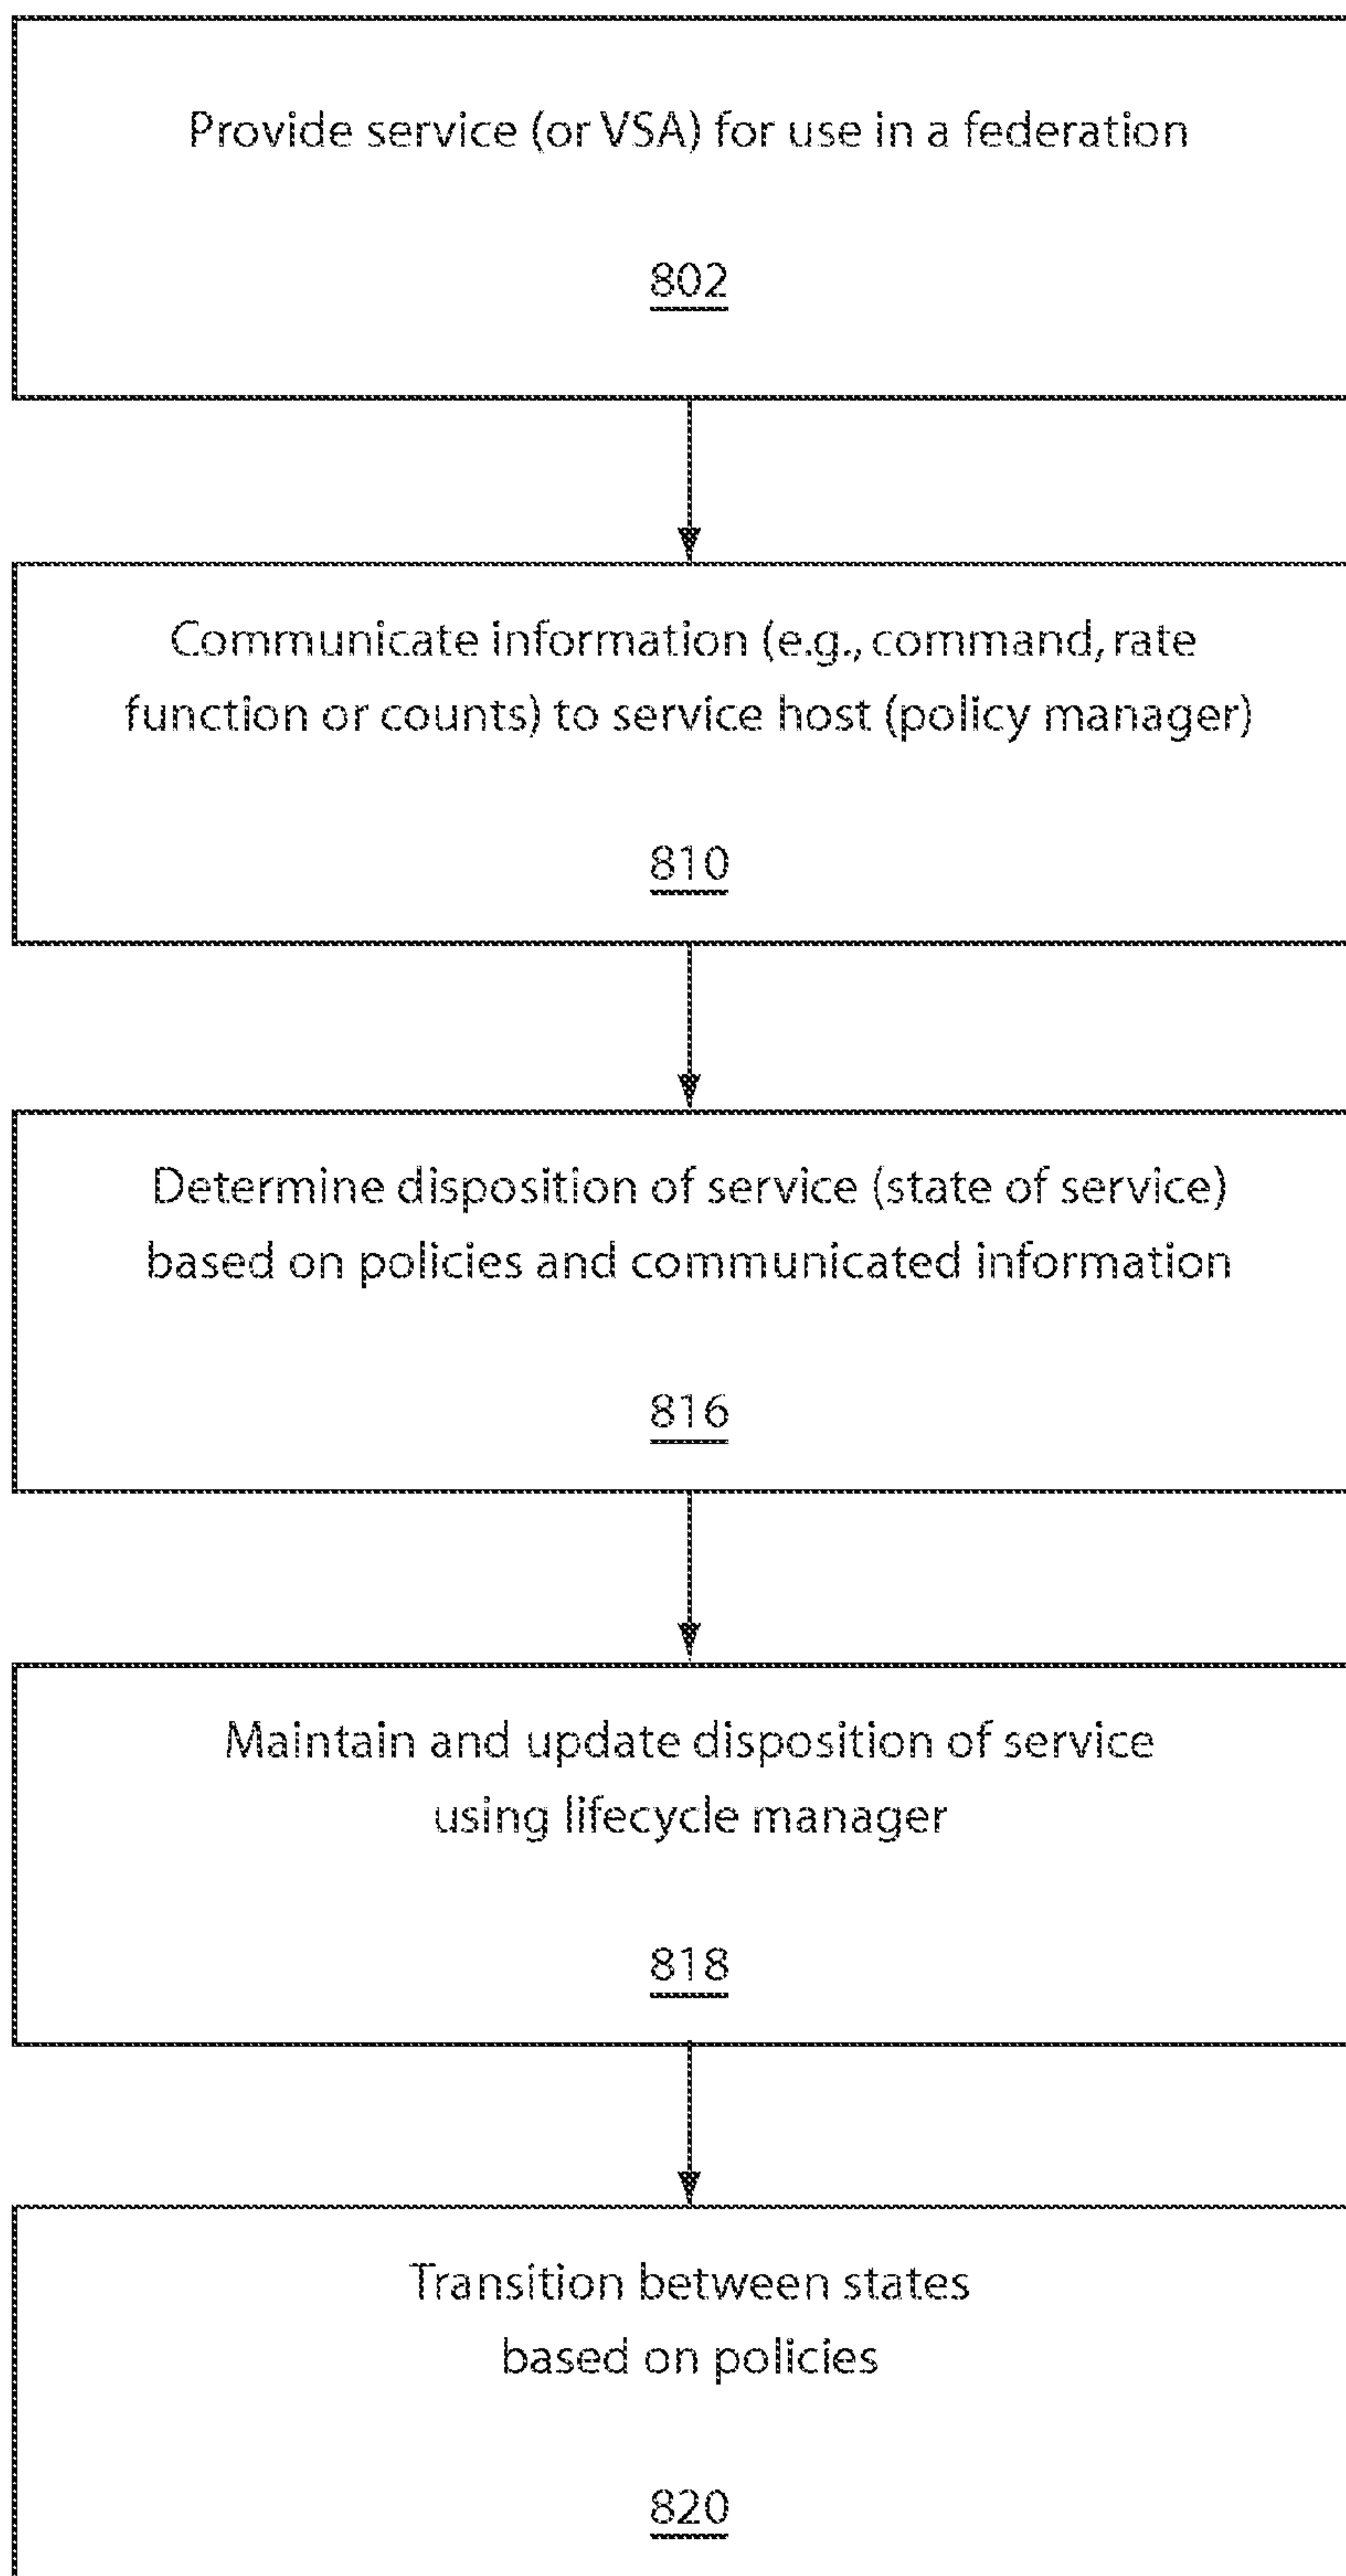 Provide service (or VSA) for use in a federation
802
Communicate information (e.g., command, rate
function or counts) to service host (policy manager)
810
Determine disposition of service (state of service)
based on policies and communicated information
816
Maintain and update disposition of service
using lifecycle manager
818
Transition between states
based on policies
820